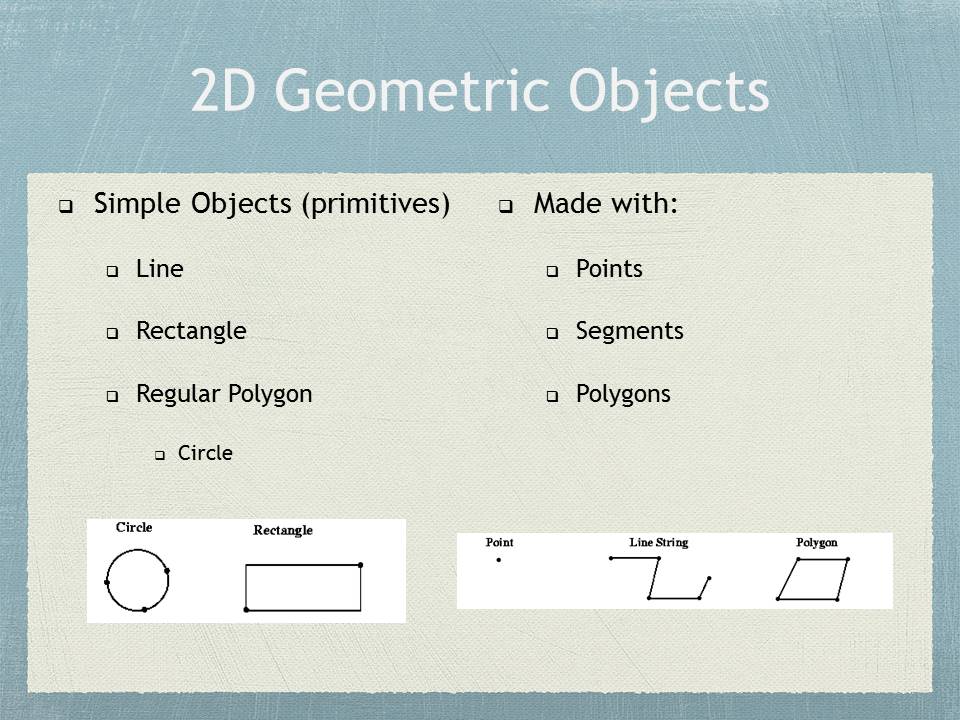 2D Geometric Objects
Simple Objects (primitives)
Line
Rectangle
Regular Polygon
Circle
Made with:
Points
Segments
Polygons
Circle
Rectangle
Point
Line String
Polygon